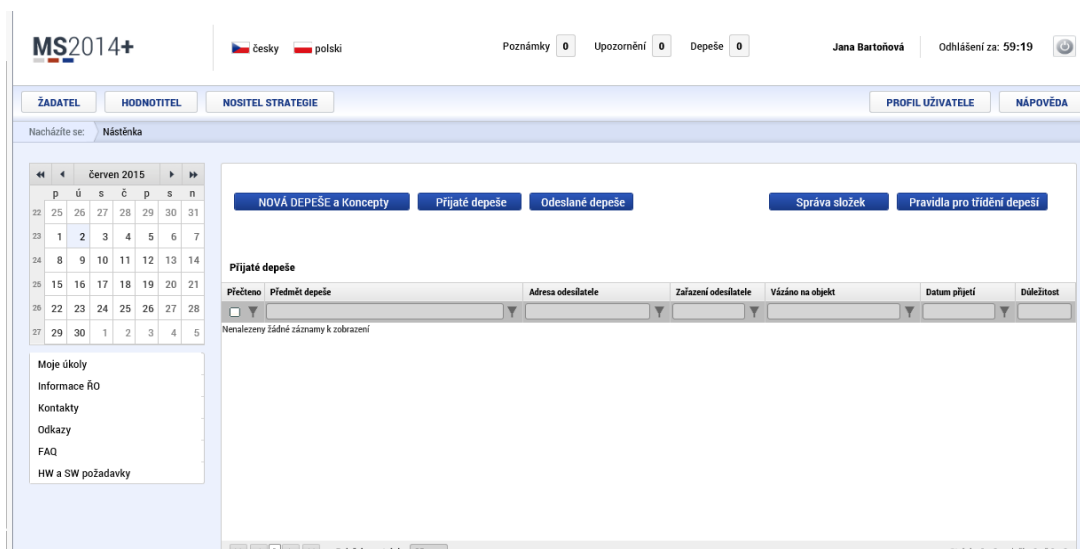 MS2014+
česky polski
Poznámky 0 Upozornění 0 Depeše 0
Jana Bartoňová
Odhlášení za: 59:19
ŽADATEL HODNOTITEL NOSITEL STRATEGIE PROFIL UŽIVATELE NÁPOVĚDA
Nacházíte se: Nástěnka
červen 2015
p ú s č p s n
22 25 26 27 28 29 30 31
23 1 2 3 4 5 6 7
24 8 9 10 11 12 13 14
25 15 16 17 18 19 20 21
26 22 23 24 25 26 27 28
27 29 30 1 2 3 4 5
Moje úkoly
Informace ŘO
Kontakty
Odkazy
FAQ
HW a SW požadavky
NOVÁ DEPEŠE a Koncepty Přijaté depeše Odeslané depeše Správa složek Pravidla pro třídění depeší
Přijaté depeše
Přečteno Předmět depeše Adresa odesílatele Zařazení odesílatele Vázáno na objekt Datum přijetí Důležitost
Nenalezeny žádné záznamy k zobrazení